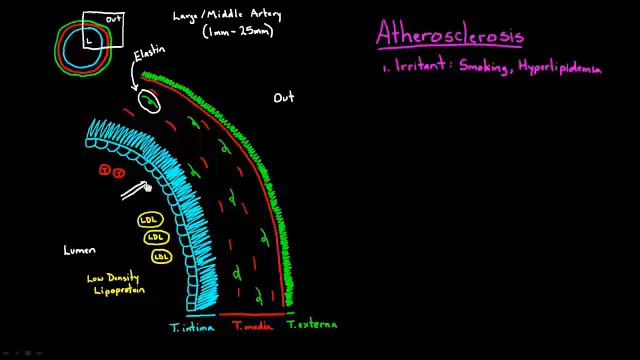 Out
L
Large/Middle Artery
(1mm-25mm)
Elastin
Out
T T
LDL
LDL
LDL
Lumen
Low Density
Lipoprotein
T. intima
T. media
T. externa
Atherosclerosis
1. Irritant: Smoking, Hyperlipidemia